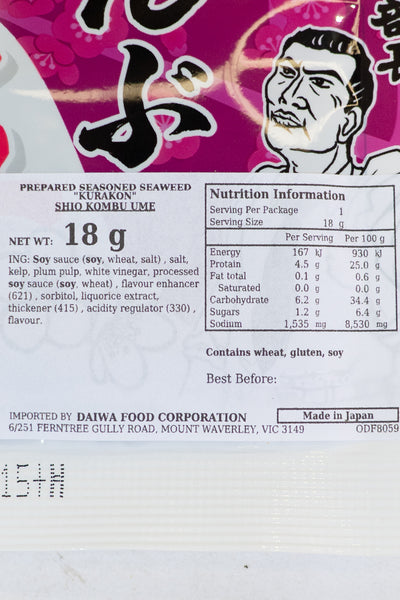 んぶ
PREPARED SEASONED SEAWEED
"KURAKON"
SHIO KOMBU UME
NET WT: 18 g
ING: Soy sauce (soy, wheat, salt) , salt,
kelp, plum pulp, white vinegar, processed
soy sauce (soy, wheat) , flavour enhancer
(621) , sorbitol, liquorice extract,
thickener (415) , acidity regulator (330) ,
flavour.
Nutrition Information
Serving Per Package 1
Serving Size 18 g
Per Serving Per 100 g
Energy 167 kJ 930 kJ
Protein 4.5 g 25.0 g
Fat total 0.1 g 0.6 g
Saturated 0.0 g 0.0 g
Carbohydrate 6.2 g 34.4 g
Sugars 1.2 g 6.4 g
Sodium 1,535 mg 8,530 mg
Contains wheat, gluten, soy
Best Before:
IMPORTED BY DAIWA FOOD CORPORATION
6/251 FERNTREE GULLY ROAD, MOUNT WAVERLEY, VIC 3149
Made in Japan
ODF8059
15+H